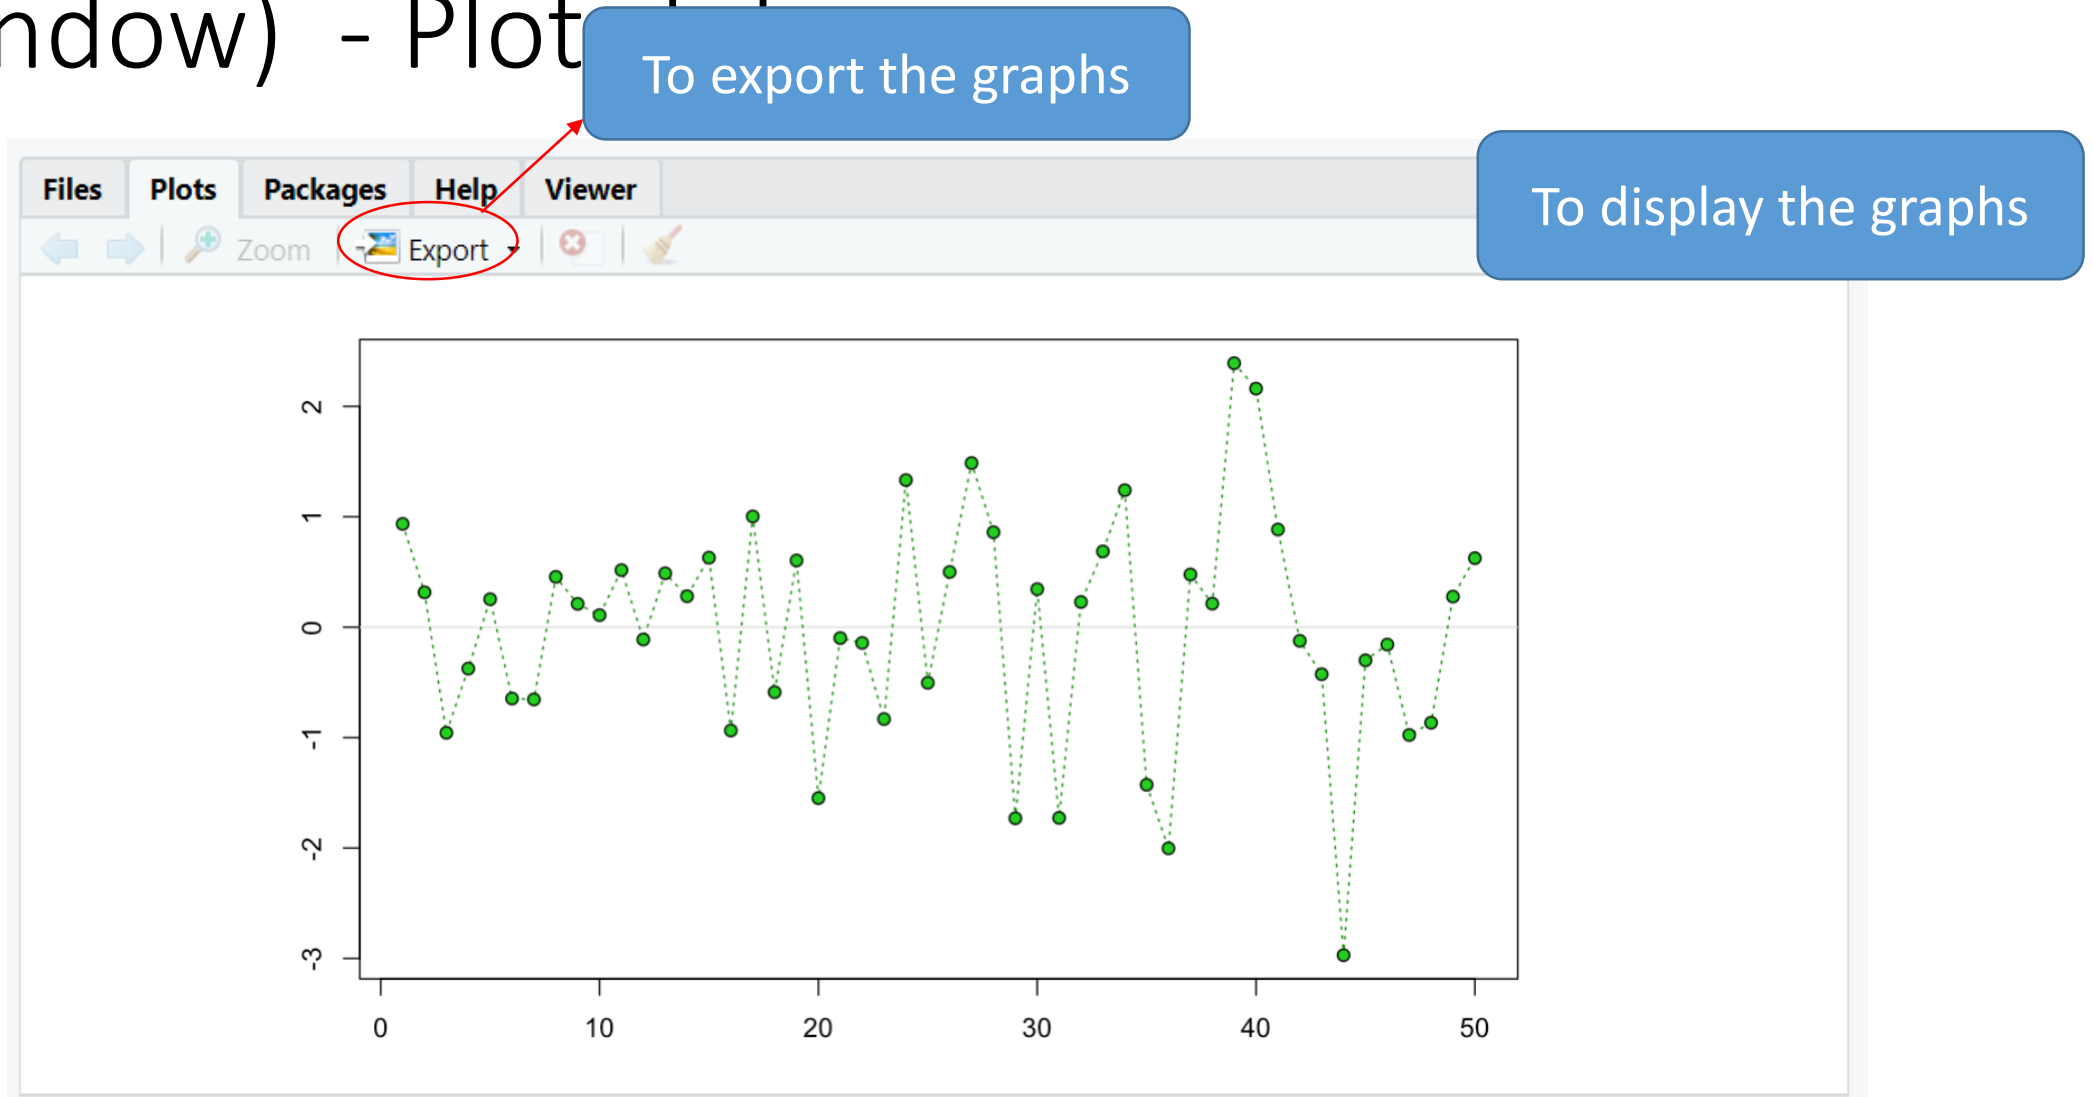 ndow) - Plot
To export the graphs
To display the graphs
Files Plots Packages Help Viewer
Zoom Export
2
1
0
-1
-2
-3
0 10 20 30 40 50